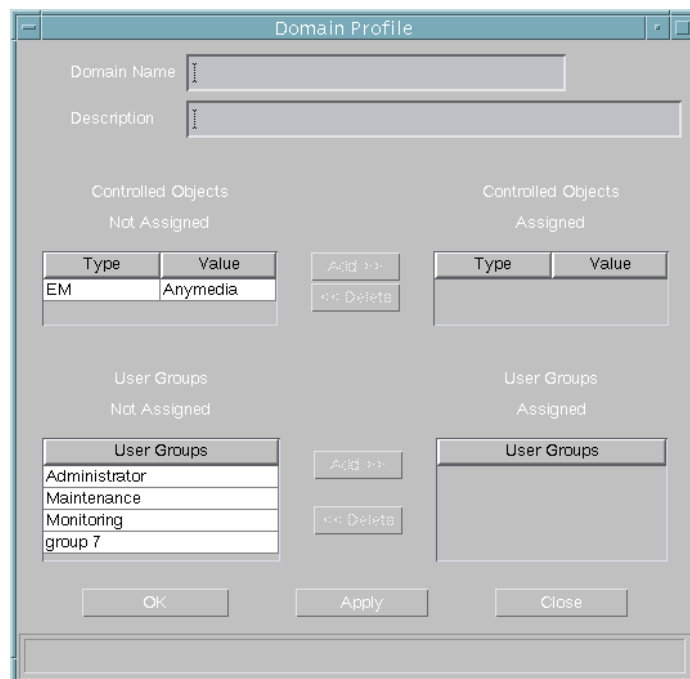 Domain Profile
Domain Name
Description
Controlled Objects
Not Assigned
Controlled Objects
Assigned
Type Value
EM Anymedia
Add >>
<< Delete
Type Value
User Groups
Not Assigned
User Groups
Assigned
User Groups
Administrator
Maintenance
Monitoring
group 7
Add >>
<< Delete
User Groups
OK Apply Close